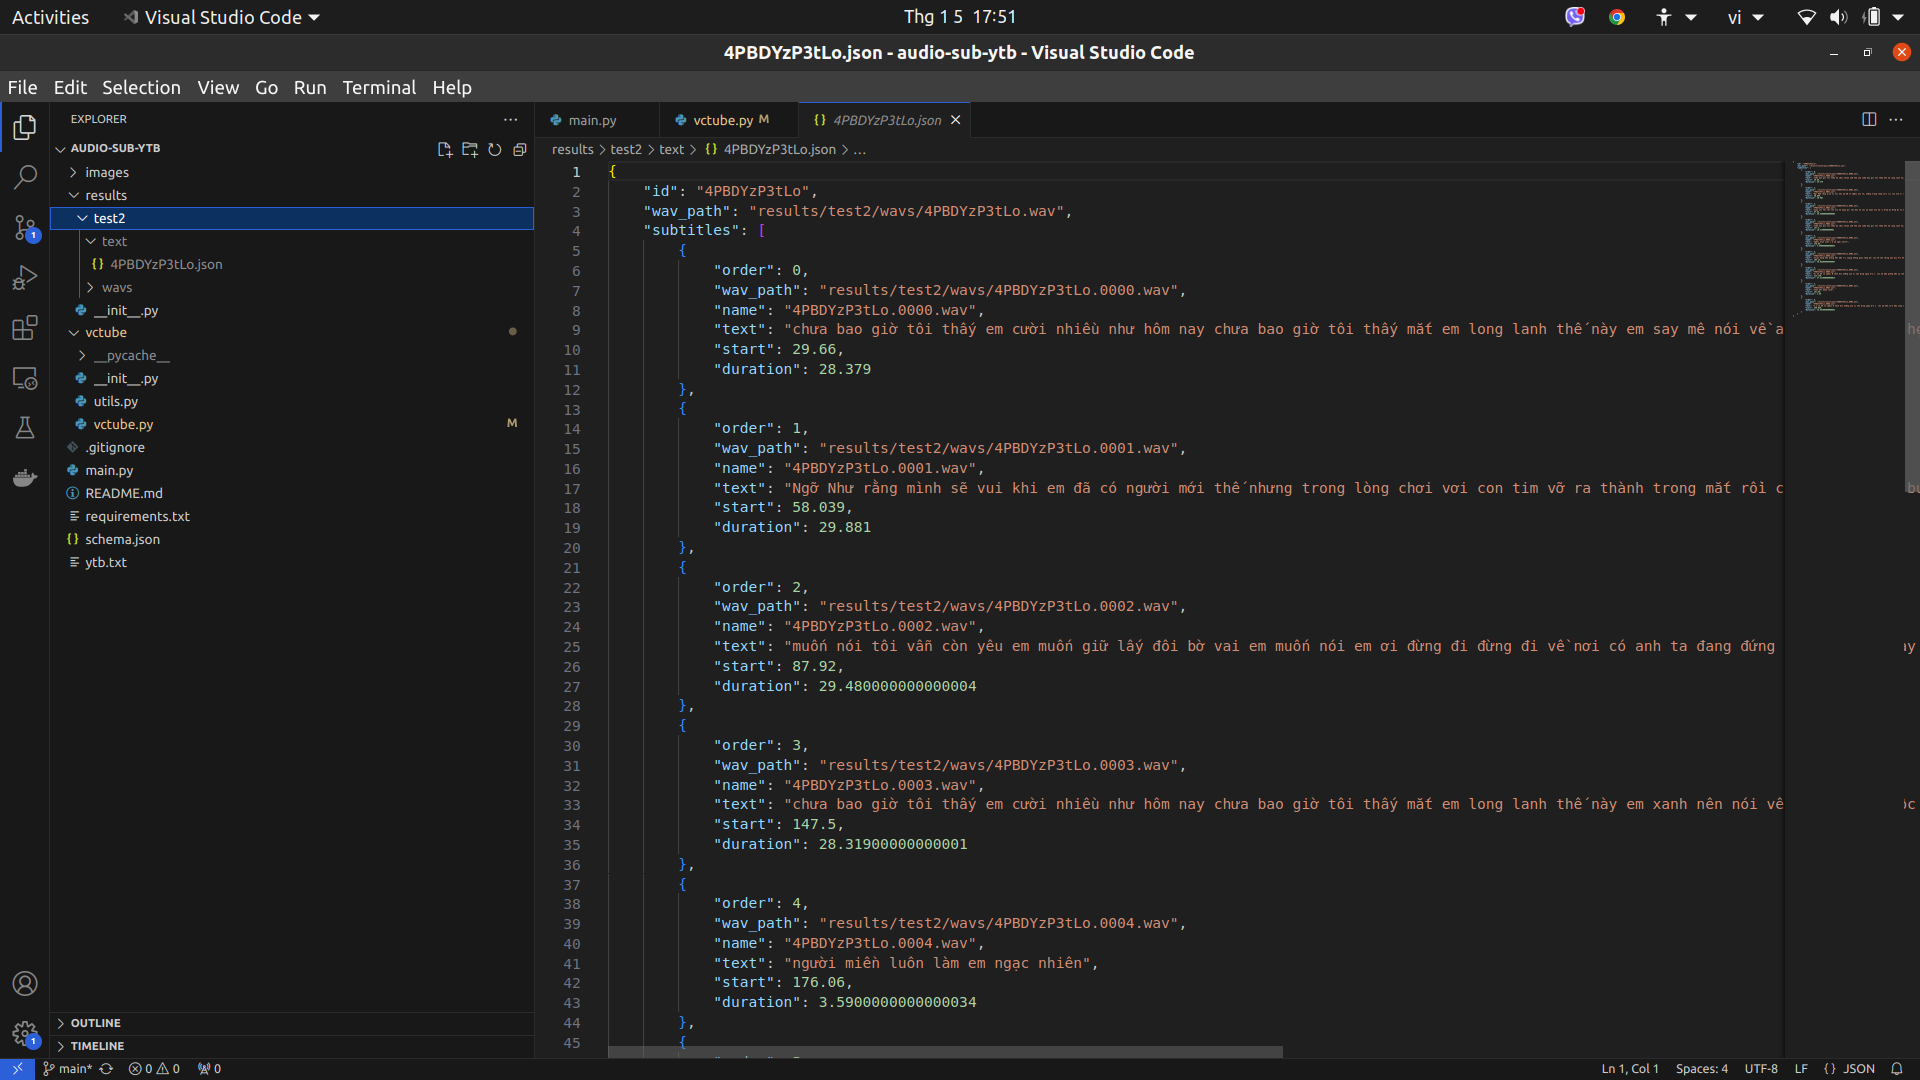 Activities
Visual Studio Code
Thg 1 5 17:51
vi
4PBDYzP3tLo.json - audio-sub-ytb - Visual Studio Code
File Edit Selection View Go Run Terminal Help
EXPLORER
AUDIO-SUB-YTB
images
results
test2
text
4PBDYzP3tLo.json
wavs
__init__.py
vctube
__pycache__
__init__.py
utils.py
vctube.py M
.gitignore
main.py
README.md
requirements.txt
schema.json
ytb.txt
OUTLINE
TIMELINE
1
1
main.py
vctube.py M
{} 4PBDYzP3tLo.json
results > test2 > text > {} 4PBDYzP3tLo.json > ...
1 {
2 "id": "4PBDYzP3tLo",
3 "wav_path": "results/test2/wavs/4PBDYzP3tLo.wav",
4 "subtitles": [
5 {
6 "order": 0,
7 "wav_path": "results/test2/wavs/4PBDYzP3tLo.0000.wav",
8 "name": "4PBDYzP3tLo.0000.wav",
9 "text": "chưa bao giờ tôi thấy em cười nhiều như hôm nay chưa bao giờ tôi thấy mắt em long lanh thế này em say mê nói về a
10 "start": 29.66,
11 "duration": 28.379
12 },
13 {
14 "order": 1,
15 "wav_path": "results/test2/wavs/4PBDYzP3tLo.0001.wav",
16 "name": "4PBDYzP3tLo.0001.wav",
17 "text": "Ngỡ Như rằng mình sẽ vui khi em đã có người mới thế nhưng trong lòng chơi vơi con tim vỡ ra thành trong mắt rồi c
18 "start": 58.039,
19 "duration": 29.881
20 },
21 {
22 "order": 2,
23 "wav_path": "results/test2/wavs/4PBDYzP3tLo.0002.wav",
24 "name": "4PBDYzP3tLo.0002.wav",
25 "text": "muốn nói tôi vẫn còn yêu em muốn giữ lấy đôi bờ vai em muốn nói em ơi đừng đi đừng đi về nơi có anh ta đang đứng
26 "start": 87.92,
27 "duration": 29.480000000000004
28 },
29 {
30 "order": 3,
31 "wav_path": "results/test2/wavs/4PBDYzP3tLo.0003.wav",
32 "name": "4PBDYzP3tLo.0003.wav",
33 "text": "chưa bao giờ tôi thấy em cười nhiều như hôm nay chưa bao giờ tôi thấy mắt em long lanh thế này em xanh nên nói về
34 "start": 147.5,
35 "duration": 28.31900000000001
36 },
37 {
38 "order": 4,
39 "wav_path": "results/test2/wavs/4PBDYzP3tLo.0004.wav",
40 "name": "4PBDYzP3tLo.0004.wav",
41 "text": "người miền luôn làm em ngạc nhiên",
42 "start": 176.06,
43 "duration": 3.5900000000000034
44 },
45 {
main* 0 0 0
Ln 1, Col 1 Spaces: 4 UTF-8 LF {} JSON